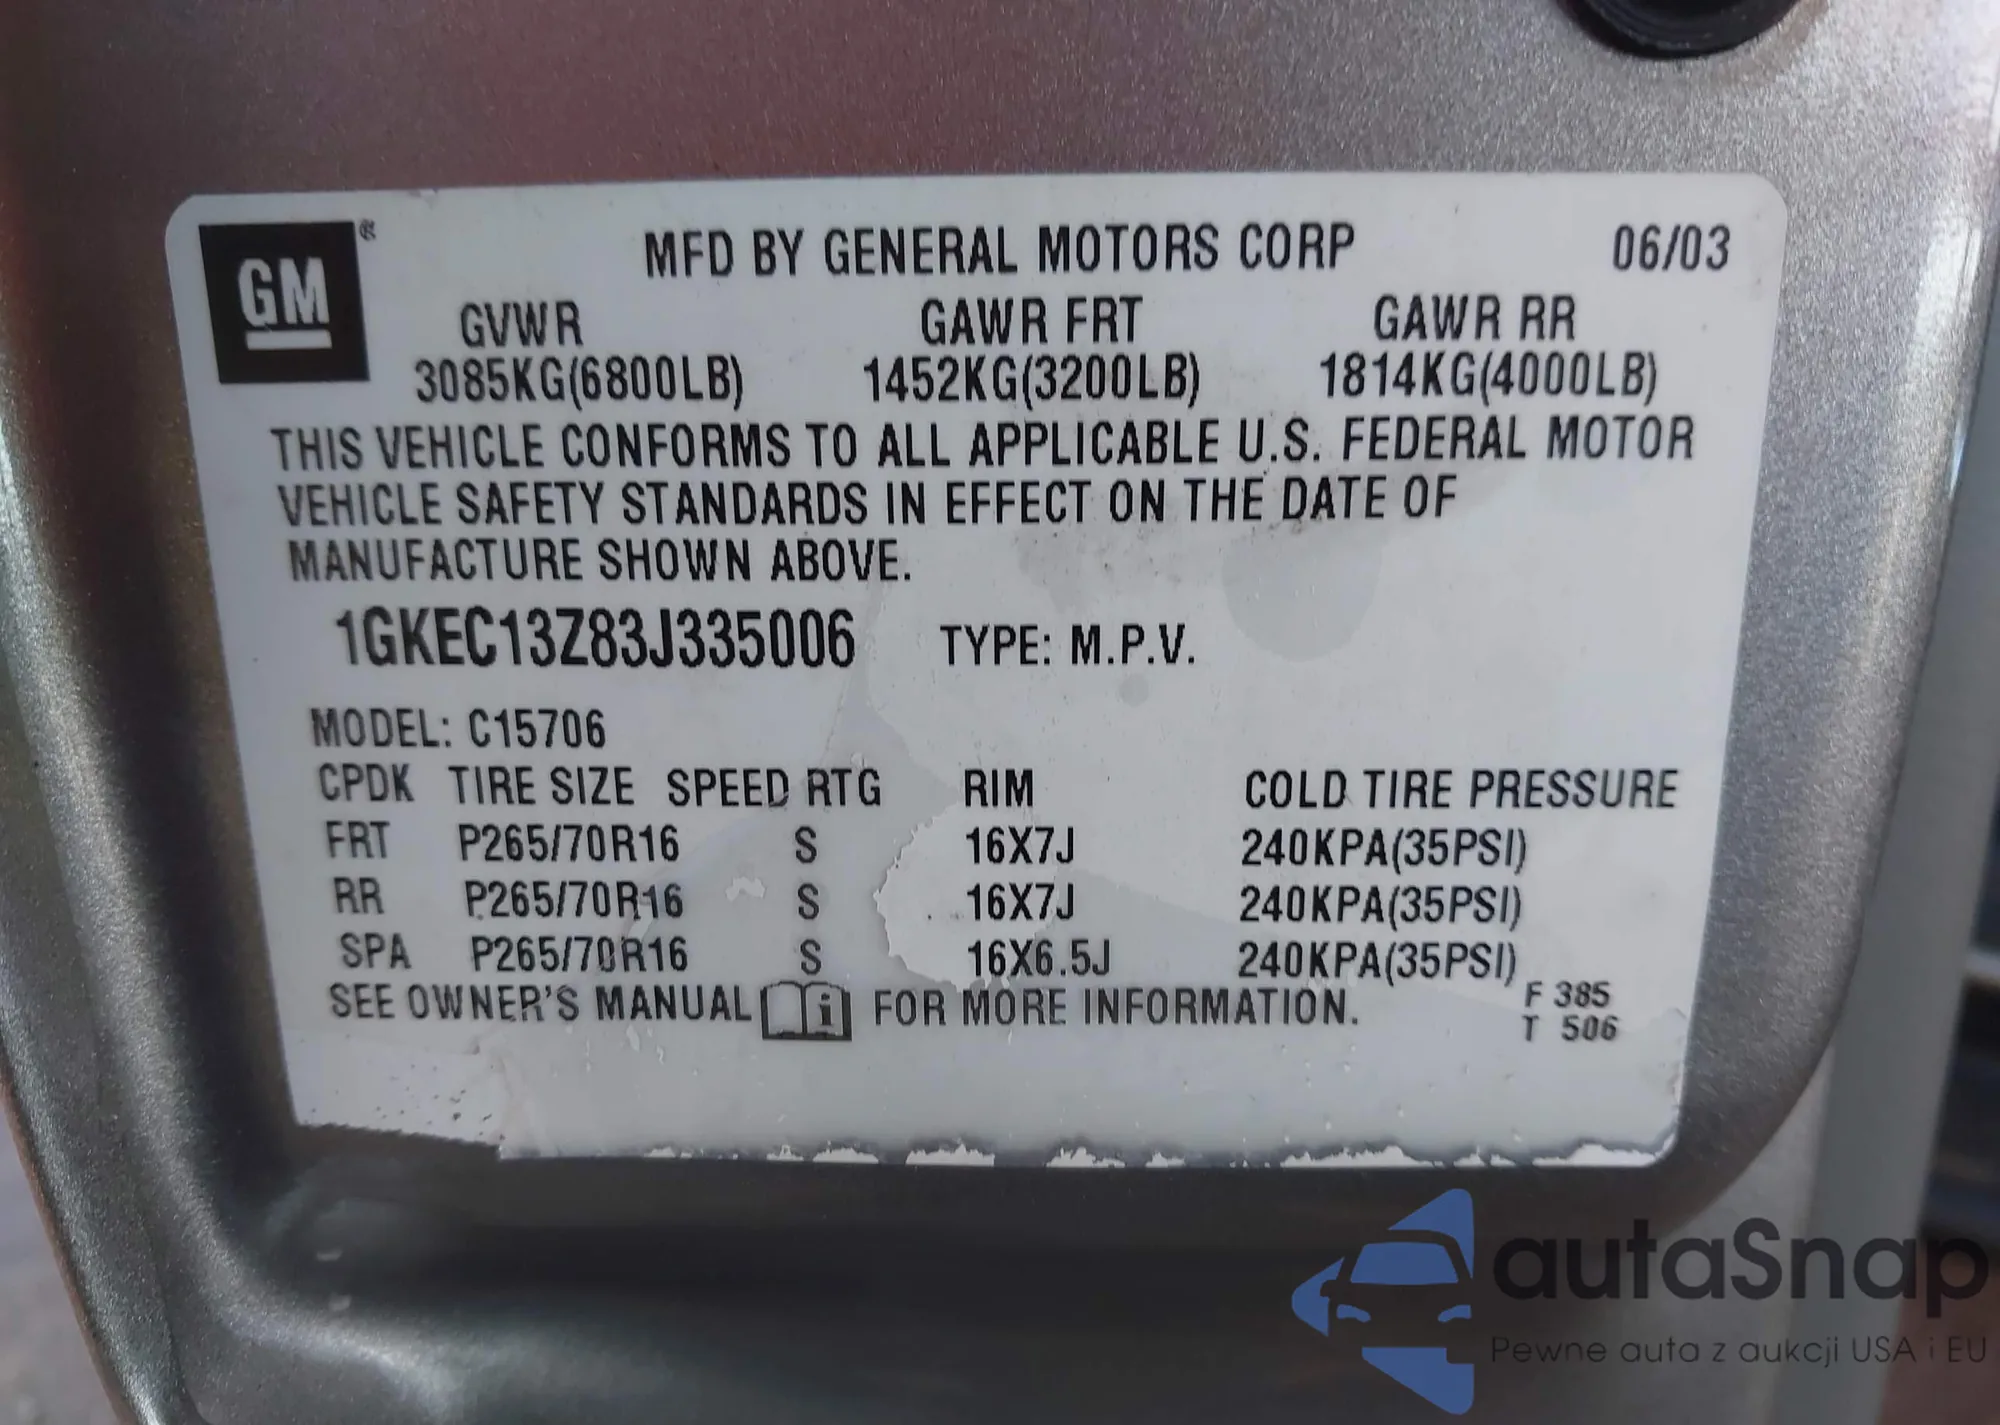 GM®
MFD BY GENERAL MOTORS CORP 06/03
GVWR GAWR FRT GAWR RR
3085KG(6800LB) 1452KG(3200LB) 1814KG(4000LB)
THIS VEHICLE CONFORMS TO ALL APPLICABLE U.S. FEDERAL MOTOR
VEHICLE SAFETY STANDARDS IN EFFECT ON THE DATE OF
MANUFACTURE SHOWN ABOVE.
1GKEC13Z83J335006 TYPE: M.P.V.
MODEL: C15706
CPDK TIRE SIZE SPEED RTG RIM COLD TIRE PRESSURE
FRT P265/70R16 S 16X7J 240KPA(35PSI)
RR P265/70R16 S 16X7J 240KPA(35PSI)
SPA P265/70R16 S 16X6.5J 240KPA(35PSI)
SEE OWNER'S MANUAL i FOR MORE INFORMATION.
F 385
T 506
autaSnap
Pewne auta z aukcji USA i EU